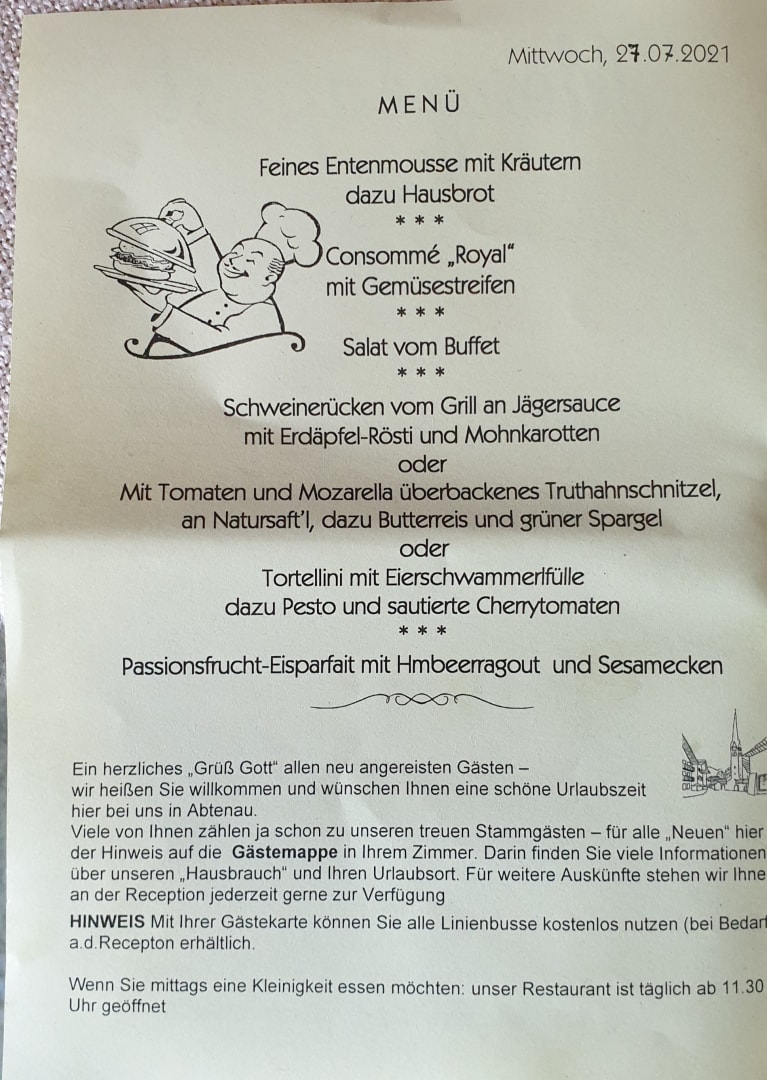 Mittwoch, 27.07.2021
MENÜ
Feines Entenmousse mit Kräutern
dazu Hausbrot
* * *
Consommé „Royal“
mit Gemüsestreifen
* * *
Salat vom Buffet
* * *
Schweinerücken vom Grill an Jägersauce
mit Erdäpfel-Rösti und Mohnkarotten
oder
Mit Tomaten und Mozarella überbackenes Truthahnschnitzel,
an Natursaft'l, dazu Butterreis und grüner Spargel
oder
Tortellini mit Eierschwammerlfülle
dazu Pesto und sautierte Cherrytomaten
* * *
Passionsfrucht-Eisparfait mit Hmbeerragout und Sesamecken
Ein herzliches „Grüß Gott“ allen neu angereisten Gästen –
wir heißen Sie willkommen und wünschen Ihnen eine schöne Urlaubszeit
hier bei uns in Abtenau.
Viele von Ihnen zählen ja schon zu unseren treuen Stammgästen – für alle „Neuen“ hier
der Hinweis auf die Gästemappe in Ihrem Zimmer. Darin finden Sie viele Informationen
über unseren „Hausbrauch“ und Ihren Urlaubsort. Für weitere Auskünfte stehen wir Ihne
an der Reception jederzeit gerne zur Verfügung
HINWEIS Mit Ihrer Gästekarte können Sie alle Linienbusse kostenlos nutzen (bei Bedarf
a.d.Recepton erhältlich.
Wenn Sie mittags eine Kleinigkeit essen möchten: unser Restaurant ist täglich ab 11.30
Uhr geöffnet